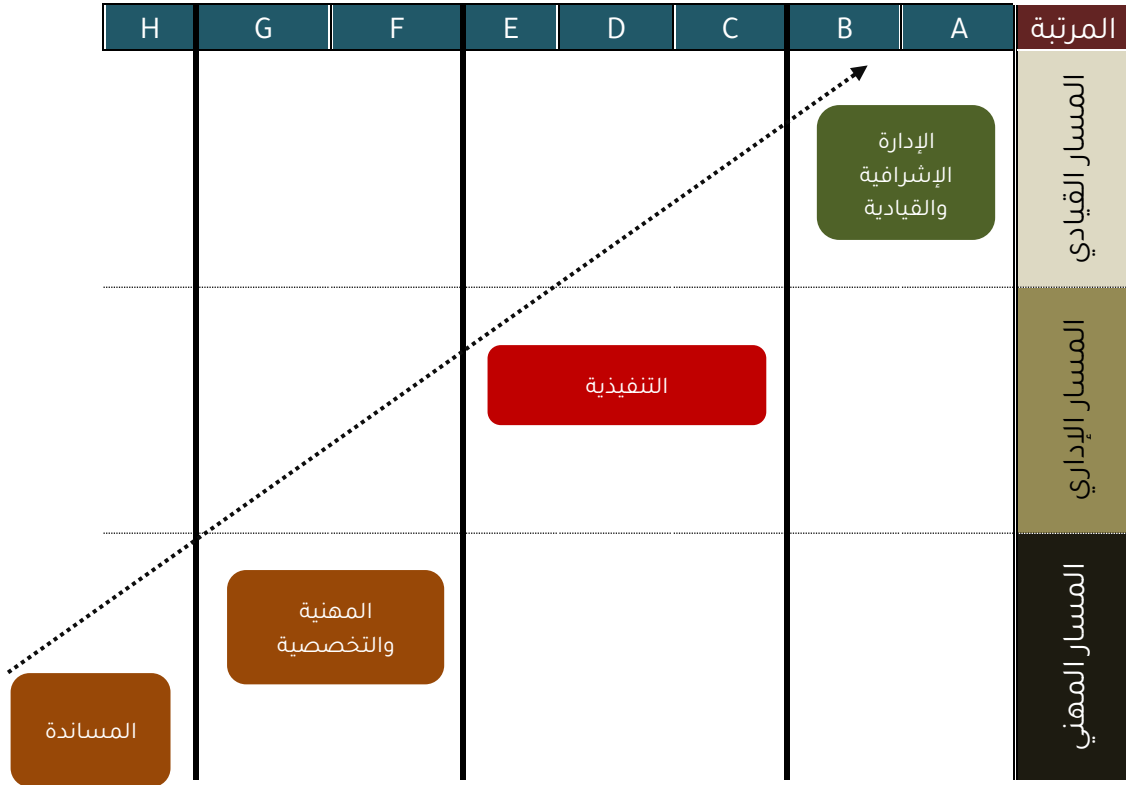 المرتبة
A
B
C
D
E
F
G
H
المسار القيادي
الإدارة
الإشرافية
والقيادية
المسار الإداري
التنفيذية
المسار المهني
المهنية
والتخصصية
المساندة